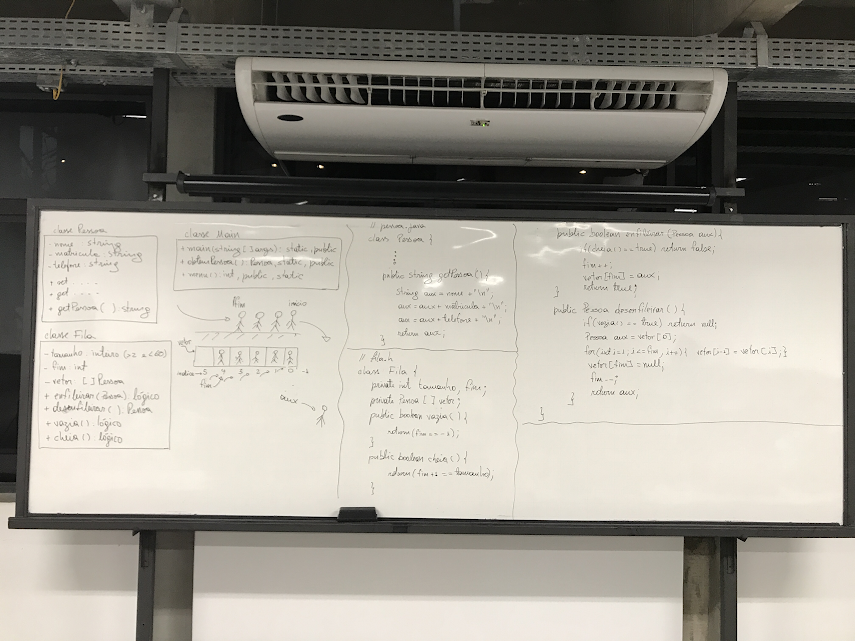 classe Pessoa
- nome string
- matricula: string
- telefone: string
+ set . . . .
+ get . . . .
+ getPessoa ( ) string
classe Fila
- tamanho, inteiro
- fim int
- vetor [ ] Pessoa
+ enfileirar (Pessoa) lógico
+ desenfileirar ( ) : Pessoa
+ vazia ( ) : lógico
+ cheia ( ) : lógico
classe Main
+ main (string [ ] args) : static, public
+ obterPessoa ( ) : Pessoa, static, public
+ menu ( ) : int, public, static
fim início
vetor
5 4 3 2 1 0 -1
fim
aux
// pessoa.java
class Pessoa {
public string getPessoa ( ) {
string aux = nome + "\n",
aux = aux + matricula + "\n",
aux = aux + telefone + "\n",
return aux;
}
class Fila {
private int tamanho, fim;
private Pessoa [ ] vetor;
public boolean vazia ( ) {
return (fim == -1);
}
public boolean cheia ( ) {
return (fim+1 == tamanho);
}
public boolean enfileirar (Pessoa aux) {
if (cheia ( ) == true) return false;
fim++;
vetor [fim] = aux;
return true;
}
public Pessoa desenfileirar ( ) {
if (vazia ( ) == true) return null;
Pessoa aux = vetor [0];
for (int i=1, i<=fim, i++) { vetor [i-1] = vetor [i]; }
vetor [fim] = null;
fim--;
return aux;
}
}